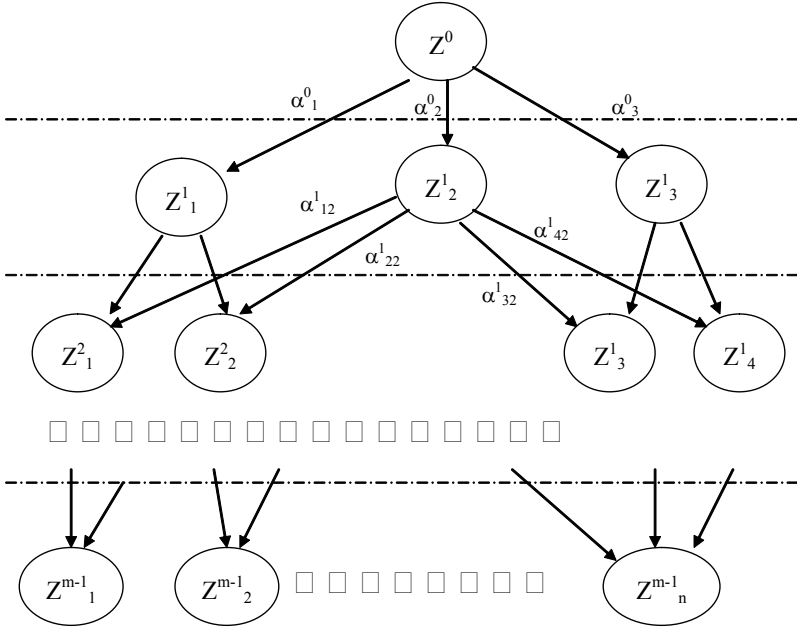 Z⁰
α⁰₁ α⁰₂ α⁰₃
Z¹₁ Z¹₂ Z¹₃
α¹₁₂ α¹₂₂ α¹₃₂ α¹₄₂
Z²₁ Z²₂ Z¹₃ Z¹₄
□ □ □ □ □ □ □ □ □ □ □ □ □ □ □ □
Zᵐ⁻¹₁ Zᵐ⁻¹₂ □ □ □ □ □ □ □ □ Zᵐ⁻¹ₙ